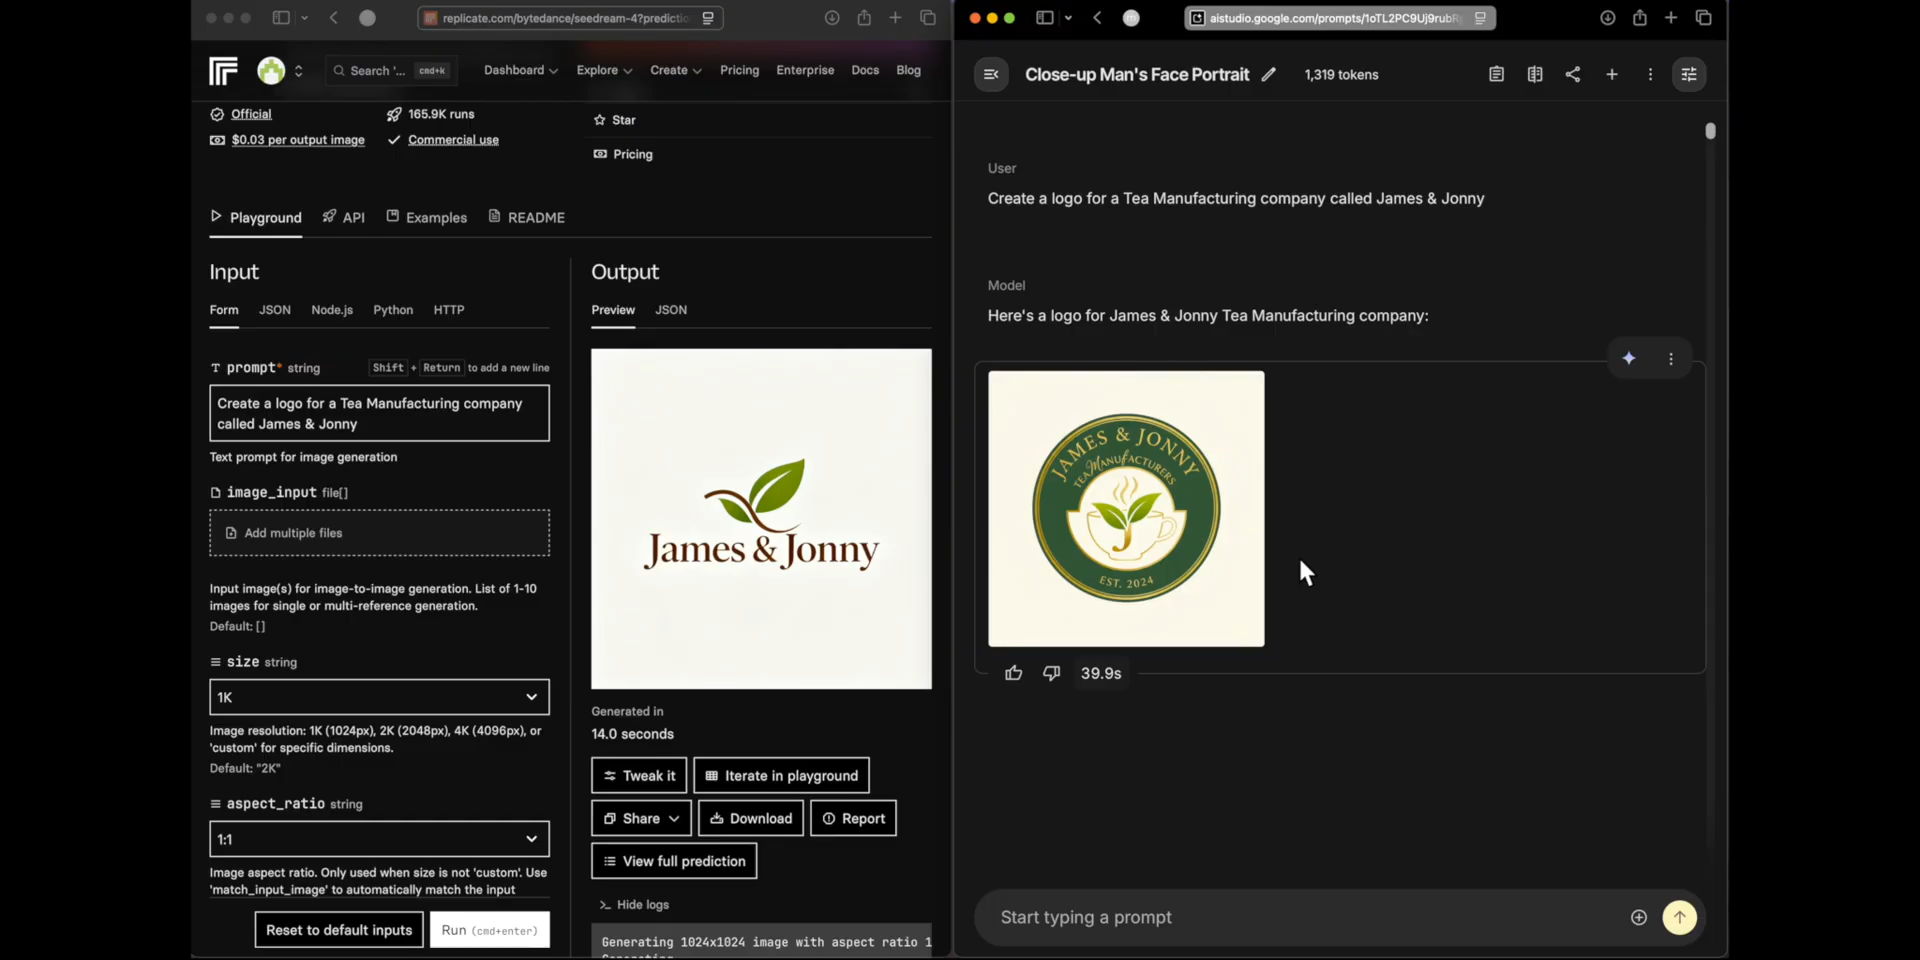 replicate.com/bytedance/seedream-4?predictio
Search '...
cmd+k
Dashboard
Explore
Create
Pricing
Enterprise
Docs
Blog
Official
165.9K runs
$0.03 per output image
Commercial use
Star
Pricing
Playground
API
Examples
README
Input
Form
JSON
Node.js
Python
HTTP
prompt* string
Shift + Return to add a new line
Create a logo for a Tea Manufacturing company
called James & Jonny
Text prompt for image generation
image_input file[]
Add multiple files
Input image(s) for image-to-image generation. List of 1-10
images for single or multi-reference generation.
Default: []
size string
1K
Image resolution: 1K (1024px), 2K (2048px), 4K (4096px), or
'custom' for specific dimensions.
Default: "2K"
aspect_ratio string
1:1
Image aspect ratio. Only used when size is not 'custom'. Use
'match_input_image' to automatically match the input
Reset to default inputs
Run (cmd+enter)
Output
Preview
JSON
James & Jonny
Generated in
14.0 seconds
Tweak it
Iterate in playground
Share
Download
Report
View full prediction
Hide logs
Generating 1024x1024 image with aspect ratio 1
aistudio.google.com/prompts/1oTL2PC9Uj9rubR
Close-up Man's Face Portrait
1,319 tokens
User
Create a logo for a Tea Manufacturing company called James & Jonny
Model
Here's a logo for James & Jonny Tea Manufacturing company:
JAMES & JONNY
TEA MANUFACTURERS
EST. 2024
39.9s
Start typing a prompt